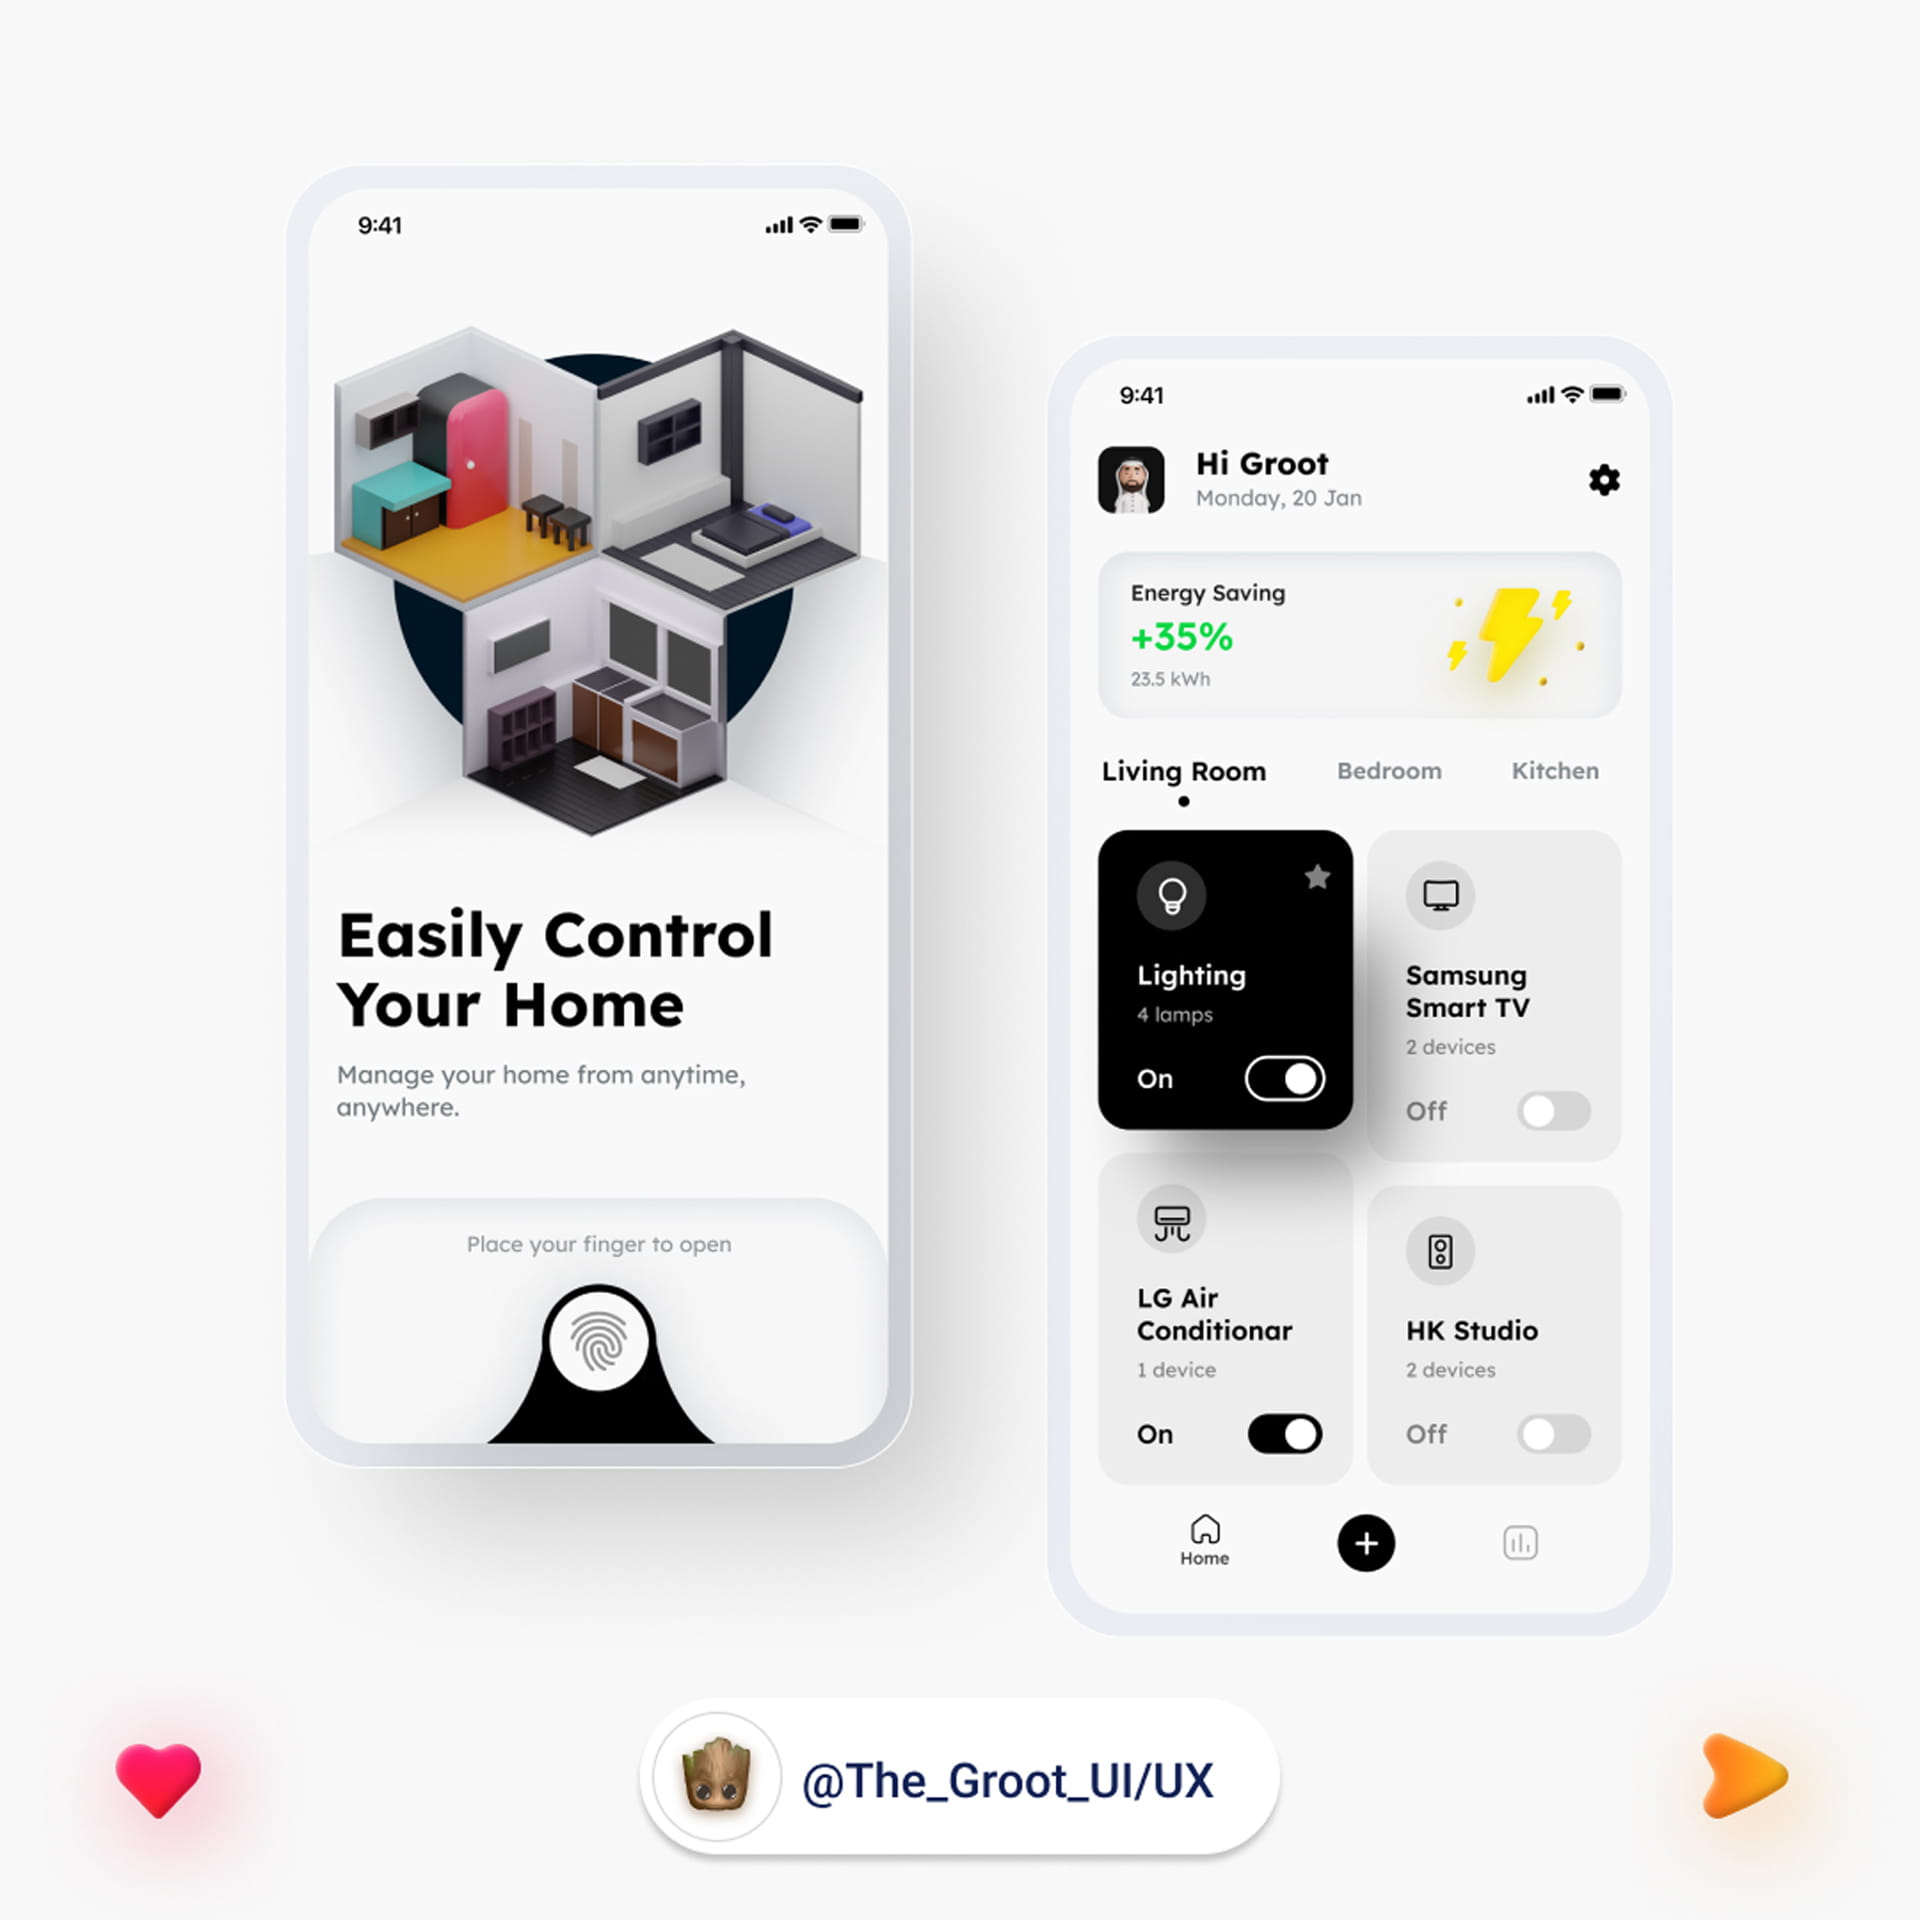 9:41
Easily Control
Your Home
Manage your home from anytime,
anywhere.
Place your finger to open
9:41
Hi Groot
Monday, 20 Jan
Energy Saving
+35%
23.5 kWh
Living Room
Bedroom
Kitchen
Lighting
4 lamps
On
Samsung
Smart TV
2 devices
Off
LG Air
Conditionar
1 device
On
HK Studio
2 devices
Off
Home
@The_Groot_UI/UX